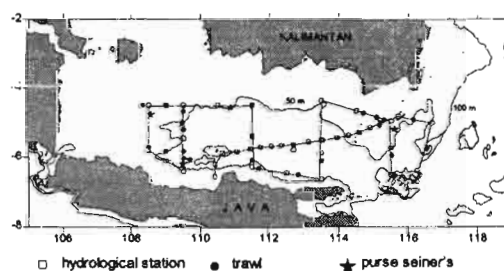 -2
KALIMANTAN
-4
50 m
100 m
-6
JAVA
-8
106 108 110 112 114 116 118
hydrological station trawl purse seiner's